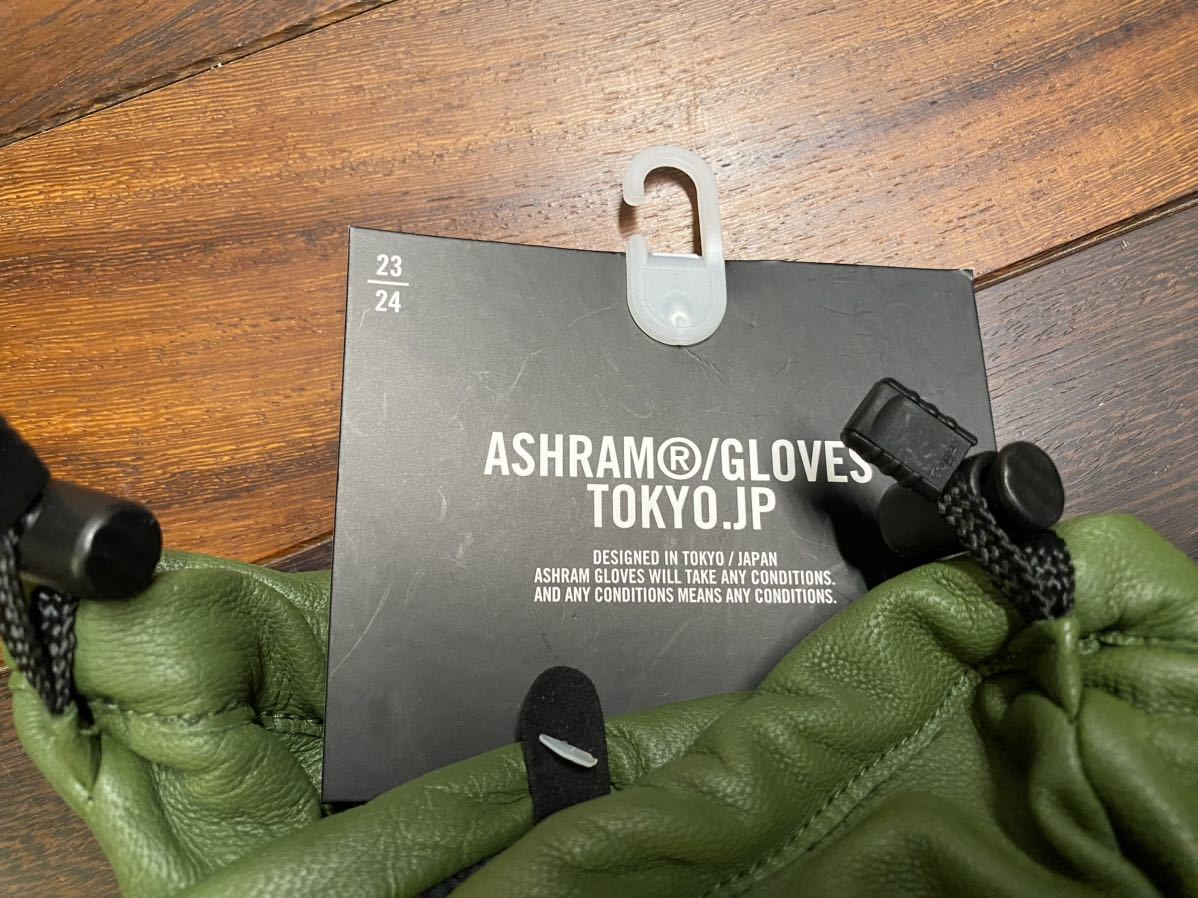 23
24
ASHRAM®/GLOVES
TOKYO.JP
DESIGNED IN TOKYO / JAPAN
ASHRAM GLOVES WILL TAKE ANY CONDITIONS.
AND ANY CONDITIONS MEANS ANY CONDITIONS.